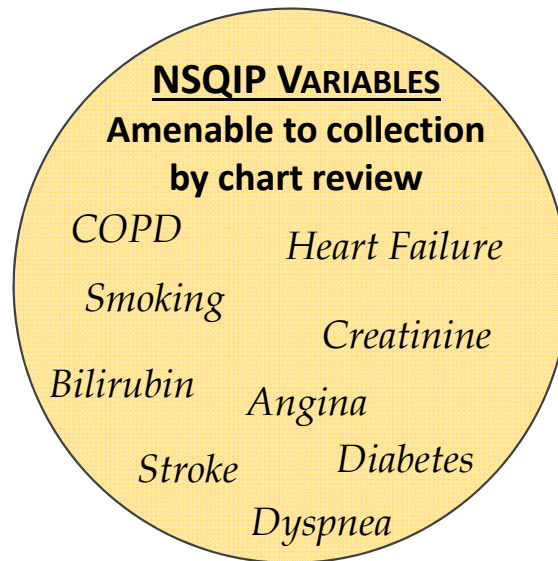 NSQIP VARIABLES
Amenable to collection
by chart review
COPD
Heart Failure
Smoking
Creatinine
Bilirubin
Angina
Stroke
Diabetes
Dyspnea